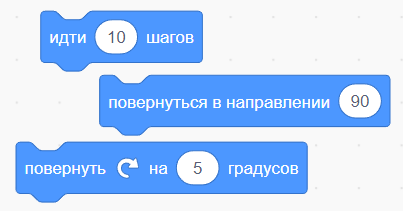 идти 10 шагов
повернуться в направлении 90
повернуть на 5 градусов